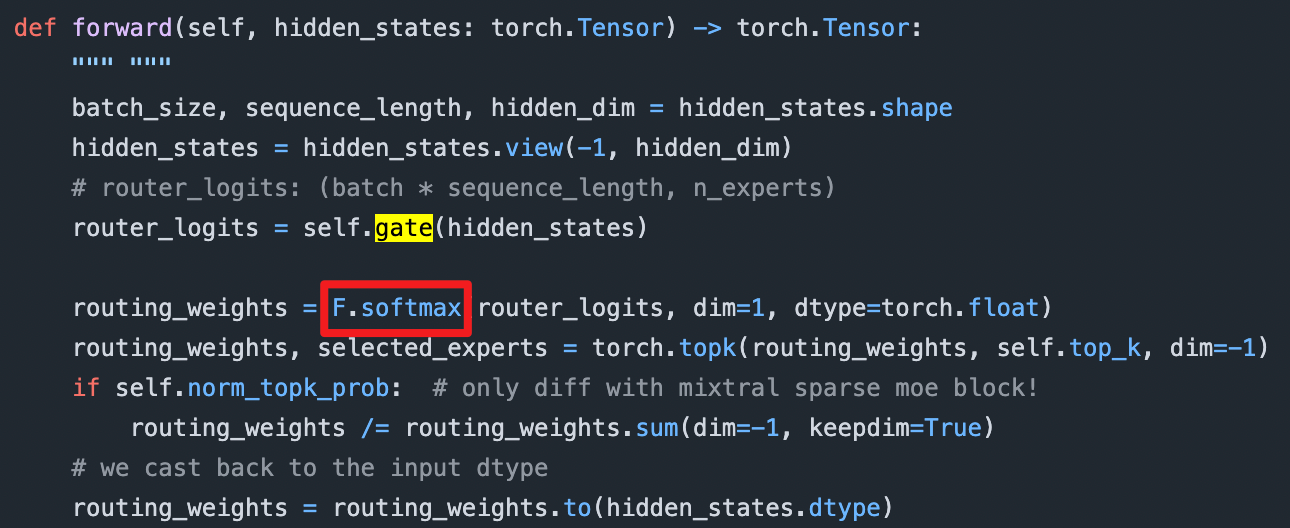 def forward(self, hidden_states: torch.Tensor) -> torch.Tensor:
    """ """
    batch_size, sequence_length, hidden_dim = hidden_states.shape
    hidden_states = hidden_states.view(-1, hidden_dim)
    # router_logits: (batch * sequence_length, n_experts)
    router_logits = self.gate(hidden_states)
    routing_weights = F.softmax router_logits, dim=1, dtype=torch.float)
    routing_weights, selected_experts = torch.topk(routing_weights, self.top_k, dim=-1)
    if self.norm_topk_prob:  # only diff with mixtral sparse moe block!
        routing_weights /= routing_weights.sum(dim=-1, keepdim=True)
    # we cast back to the input dtype
    routing_weights = routing_weights.to(hidden_states.dtype)